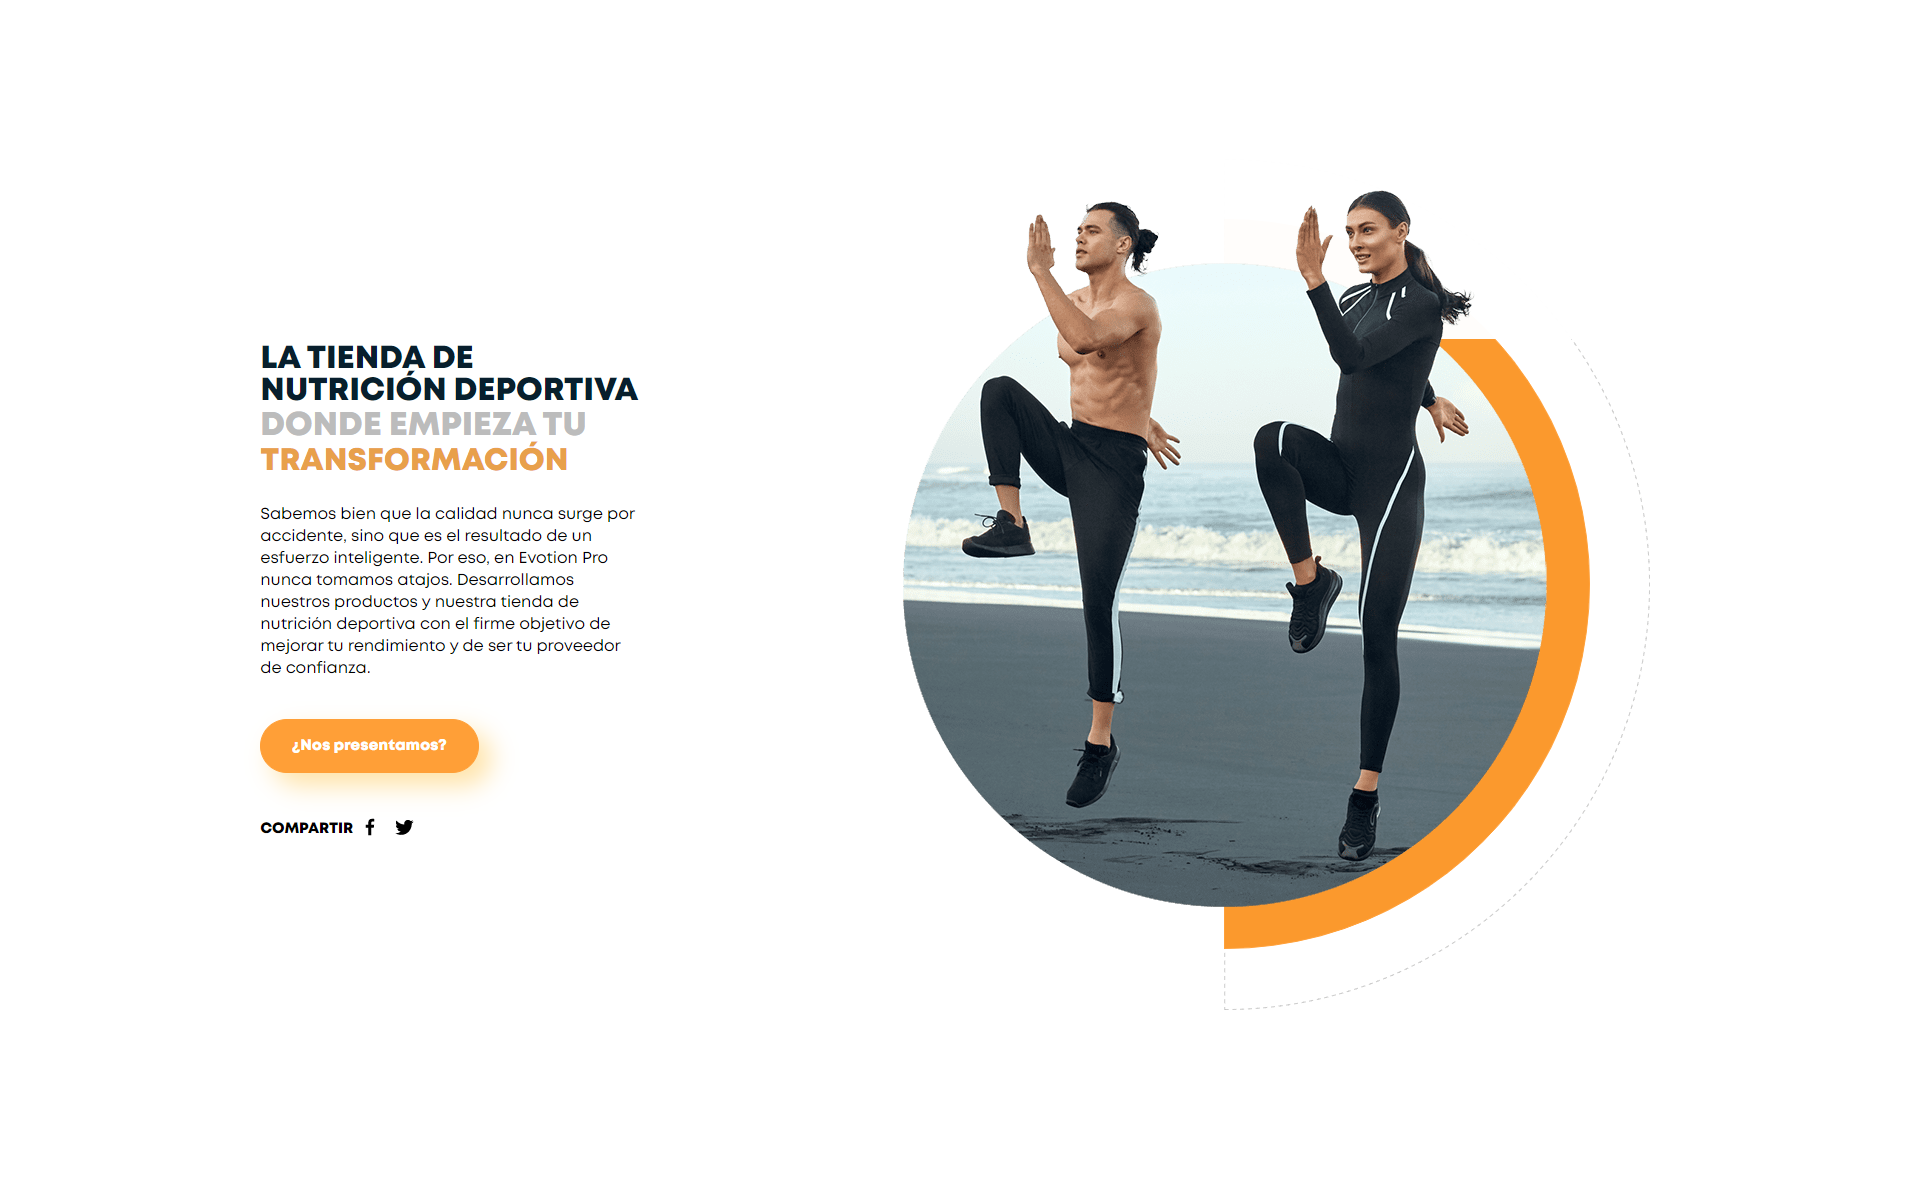 LA TIENDA DE
NUTRICIÓN DEPORTIVA
DONDE EMPIEZA TU
TRANSFORMACIÓN
Sabemos bien que la calidad nunca surge por
accidente, sino que es el resultado de un
esfuerzo inteligente. Por eso, en Evotion Pro
nunca tomamos atajos. Desarrollamos
nuestros productos y nuestra tienda de
nutrición deportiva con el firme objetivo de
mejorar tu rendimiento y de ser tu proveedor
de confianza.
¿Nos presentamos?
COMPARTIR